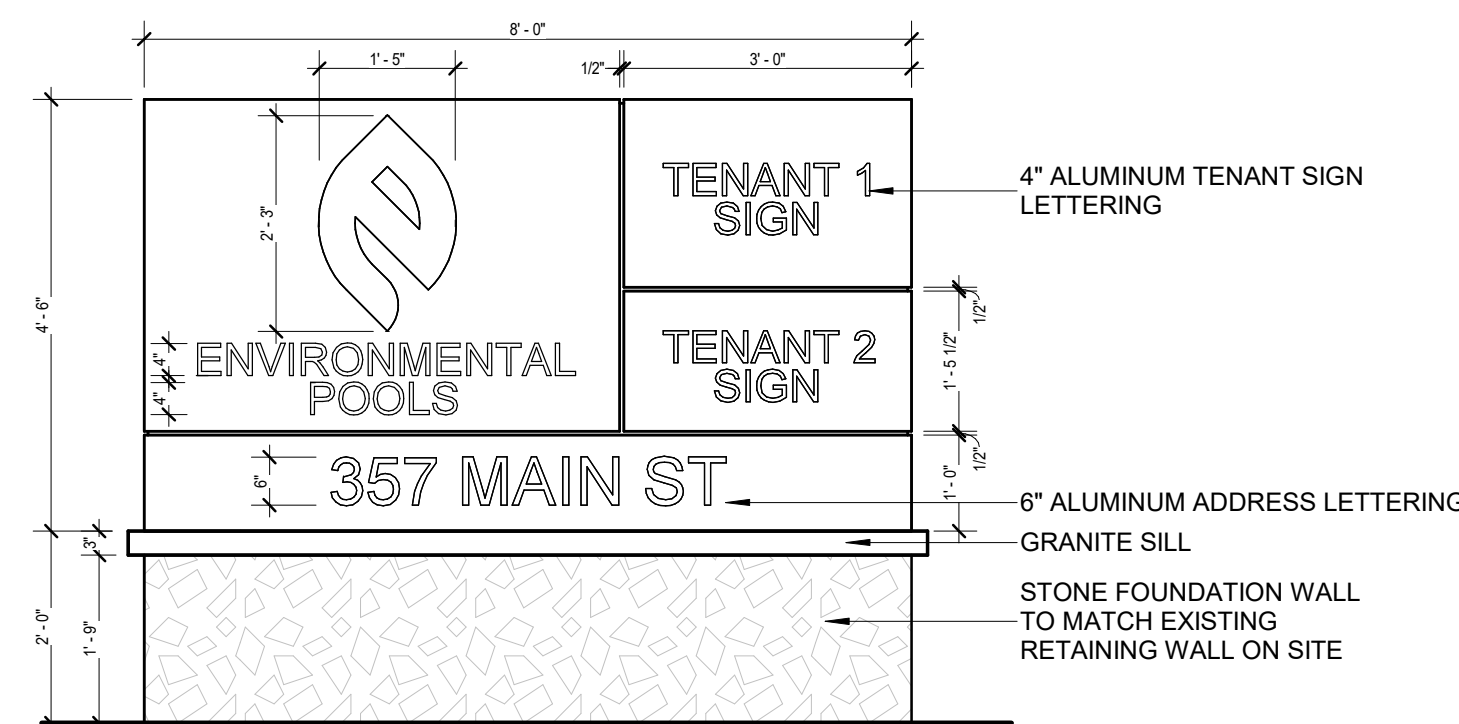 8' - 0"
1' - 5"
1/2"
3' - 0"
4' - 6"
2' - 3"
TENANT 1
SIGN
4" ALUMINUM TENANT SIGN
LETTERING
1/2"
4"
4"
ENVIRONMENTAL
POOLS
TENANT 2
SIGN
1' - 5 1/2"
1/2"
6"
357 MAIN ST
1' - 0"
6" ALUMINUM ADDRESS LETTERING
3"
GRANITE SILL
2' - 0"
1' - 9"
STONE FOUNDATION WALL
TO MATCH EXISTING
RETAINING WALL ON SITE